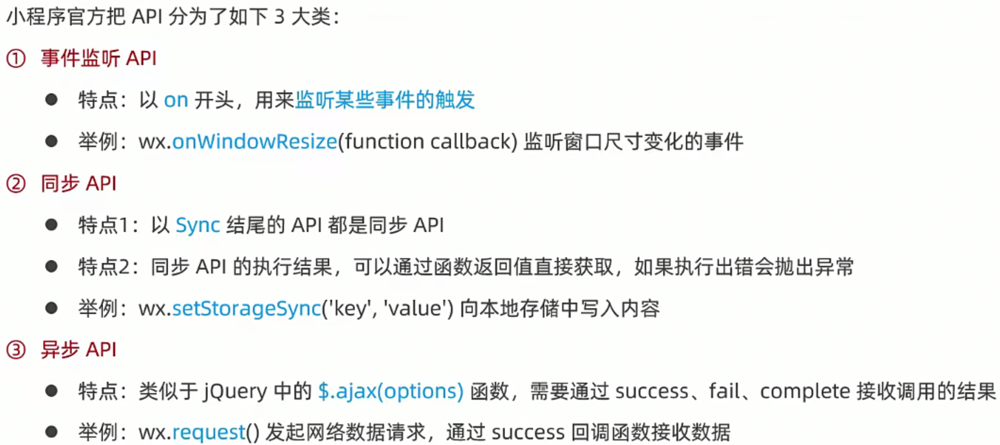 小程序官方把 API 分为了如下 3 大类：
① 事件监听 API
● 特点：以 on 开头，用来监听某些事件的触发
● 举例：wx.onWindowResize(function callback) 监听窗口尺寸变化的事件
② 同步 API
● 特点1：以 Sync 结尾的 API 都是同步 API
● 特点2：同步 API 的执行结果，可以通过函数返回值直接获取，如果执行出错会抛出异常
● 举例：wx.setStorageSync('key', 'value') 向本地存储中写入内容
③ 异步 API
● 特点：类似于 jQuery 中的 $.ajax(options) 函数，需要通过 success、fail、complete 接收调用的结果
● 举例：wx.request() 发起网络数据请求，通过 success 回调函数接收数据